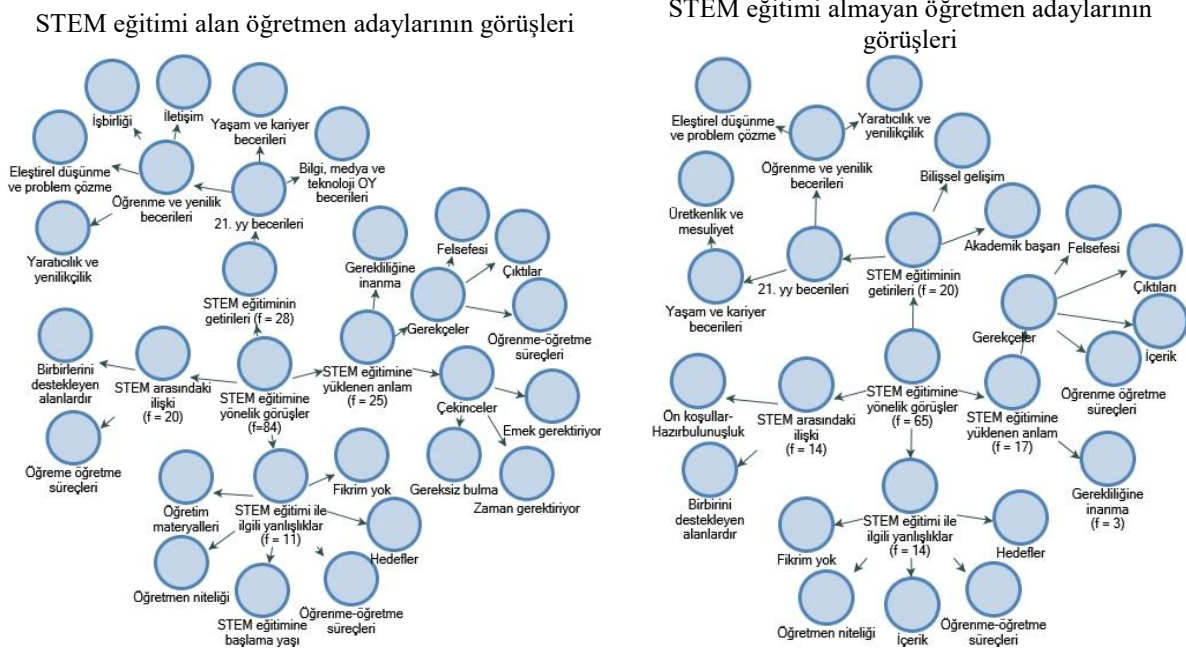 STEM eğitimi alan öğretmen adaylarının görüşleri
İşbirliği
İletişim
Yaşam ve kariyer
becerileri
Eleştirel düşünme
ve problem çözme
Öğrenme ve yenilik
becerileri
Bilgi, medya ve
teknoloji OY
becerileri
21. yy becerileri
Yaratıcılık ve
yenilikçilik
STEM eğitiminin
getirileri (f = 28)
Gerekliliğine
inanma
Felsefesi
Çıktılar
Gerekçeler
Öğrenme-öğretme
süreçleri
Birbirlerini
destekleyen
alanlardır
STEM arasındaki
ilişki
(f = 20)
STEM eğitimine
yönelik görüşler
(f=84)
STEM eğitimine
yüklenen anlam
(f = 25)
Çekinceler
Emek gerektiriyor
Öğreme öğretme
süreçleri
Gereksiz bulma
Zaman gerektiriyor
Fikrim yok
Öğretim
materyalleri
STEM eğitimi ile
ilgili yanlışlıklar
(f = 11)
Hedefler
Öğretmen niteliği
STEM eğitimine
başlama yaşı
Öğrenme-öğretme
süreçleri
STEM eğitimi almayan öğretmen adaylarının
görüşleri
Eleştirel düşünme
ve problem çözme
Yaratıcılık ve
yenilikçilik
Öğrenme ve yenilik
becerileri
Bilişsel gelişim
Üretkenlik ve
mesuliyet
Akademik başarı
Felsefesi
Yaşam ve kariyer
becerileri
21. yy becerileri
STEM eğitiminin
getirileri (f = 20)
Çıktıları
Gerekçeler
İçerik
Öğrenme öğretme
süreçleri
Ön koşullar-
Hazırbulunuşluk
STEM arasındaki
ilişki
(f = 14)
STEM eğitimine
yönelik görüşler
(f = 65)
STEM eğitimine
yüklenen anlam
(f = 17)
Birbirini
destekleyen
alanlardır
Gerekliliğine
inanma
(f = 3)
Fikrim yok
STEM eğitimi ile
ilgili yanlışlıklar
(f = 14)
Hedefler
Öğretmen niteliği
İçerik
Öğrenme-öğretme
süreçleri